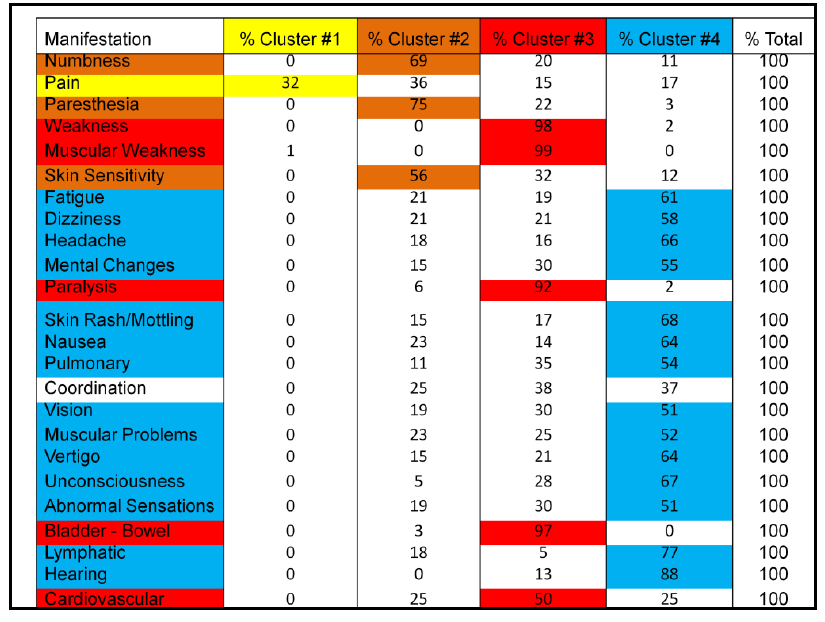 Manifestation % Cluster #1 % Cluster #2 % Cluster #3 % Cluster #4 % Total
Numbness 0 69 20 11 100
Pain 32 36 15 17 100
Paresthesia 0 75 22 3 100
Weakness 0 0 98 2 100
Muscular Weakness 1 0 99 0 100
Skin Sensitivity 0 56 32 12 100
Fatigue 0 21 19 61 100
Dizziness 0 21 21 58 100
Headache 0 18 16 66 100
Mental Changes 0 15 30 55 100
Paralysis 0 6 92 2 100
Skin Rash/Mottling 0 15 17 68 100
Nausea 0 23 14 64 100
Pulmonary 0 11 35 54 100
Coordination 0 25 38 37 100
Vision 0 19 30 51 100
Muscular Problems 0 23 25 52 100
Vertigo 0 15 21 64 100
Unconsciousness 0 5 28 67 100
Abnormal Sensations 0 19 30 51 100
Bladder - Bowel 0 3 97 0 100
Lymphatic 0 18 5 77 100
Hearing 0 0 13 88 100
Cardiovascular 0 25 50 25 100